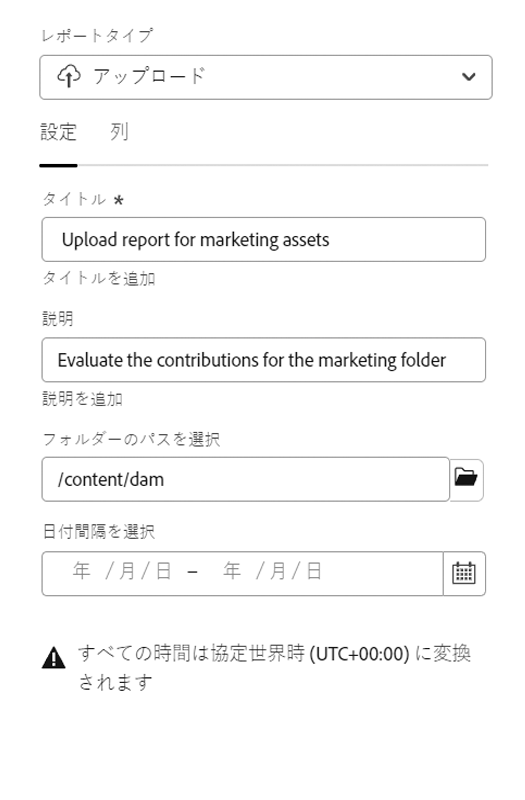 レポートタイプ
アップロード
設定 列
タイトル *
Upload report for marketing assets
タイトルを追加
説明
Evaluate the contributions for the marketing folder
説明を追加
フォルダーのパスを選択
/content/dam
日付間隔を選択
年 /月/日 – 年 /月/日
すべての時間は協定世界時 (UTC+00:00) に変換
されます